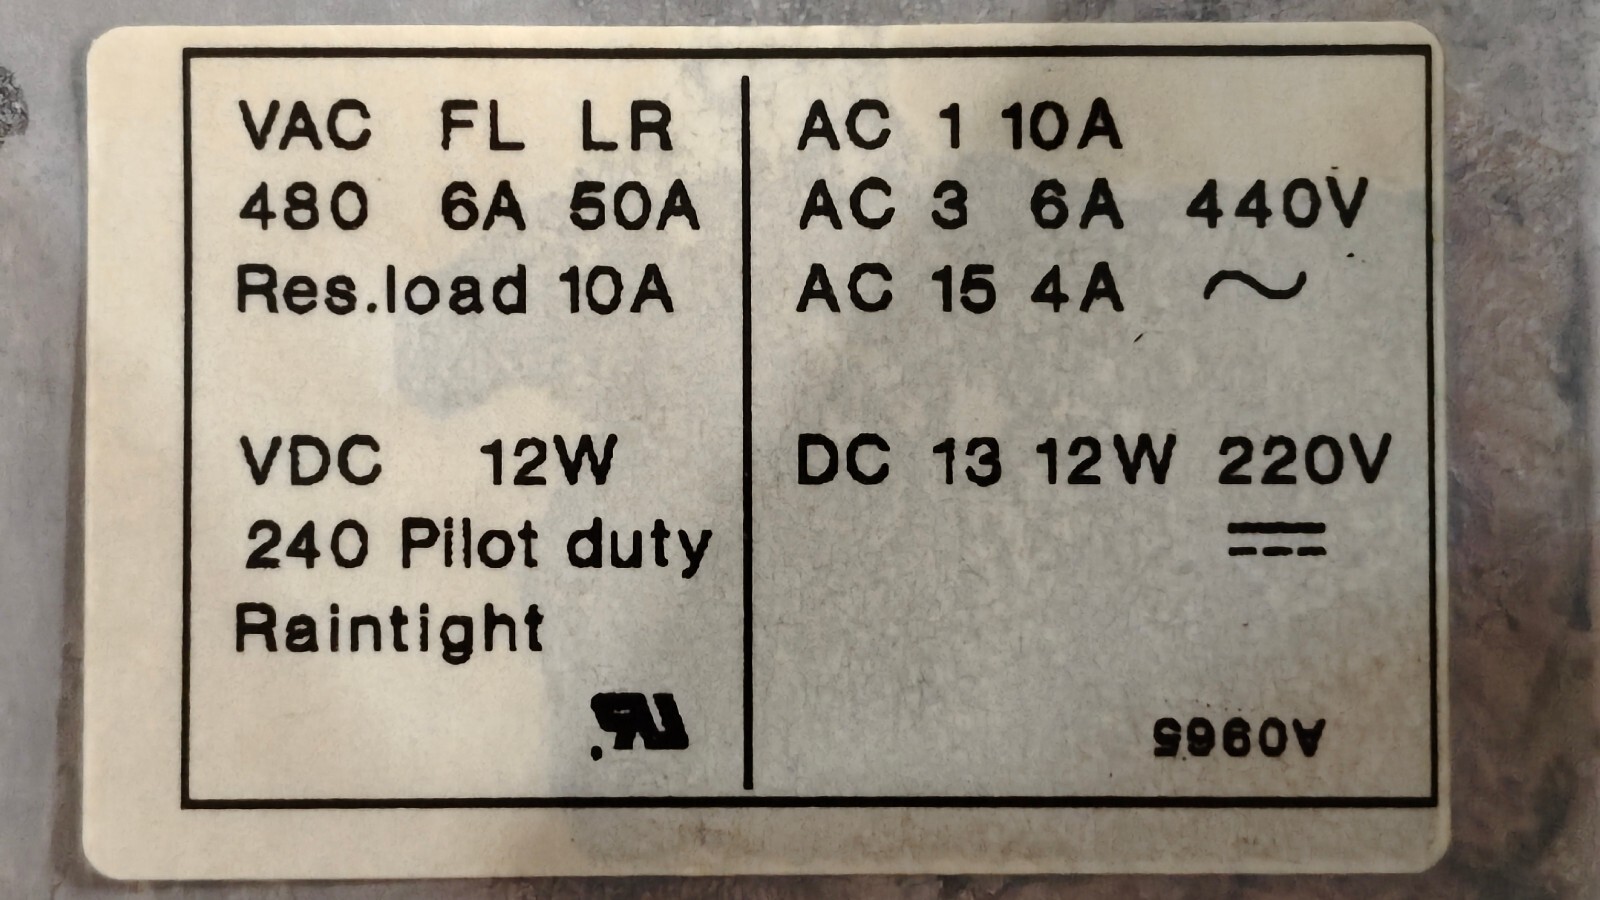 VAC FL LR
480 6A 50A
Res.load 10A
VDC 12W
240 Pilot duty
Raintight
AC 1 10A
AC 3 6A 440V
AC 15 4A ~
DC 13 12W 220V
A0965